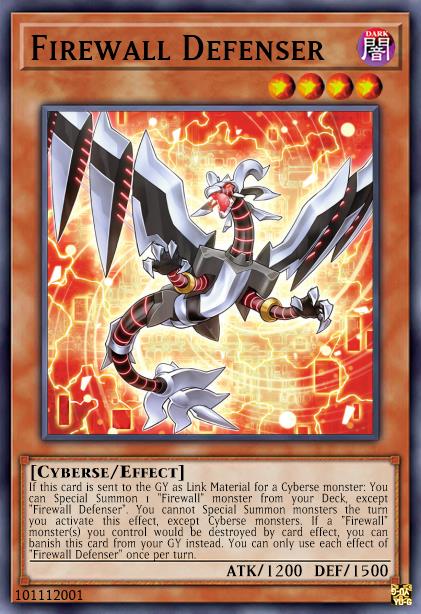 FIREWALL DEFENSER
DARK
闇
[CYBERSE/EFFECT]
If this card is sent to the GY as Link Material for a Cyberse monster: You
can Special Summon 1 "Firewall" monster from your Deck, except
"Firewall Defenser". You cannot Special Summon monsters the turn
you activate this effect, except Cyberse monsters. If a "Firewall"
monster(s) you control would be destroyed by card effect, you can
banish this card from your GY instead. You can only use each effect of
"Firewall Defenser" once per turn.
ATK/1200 DEF/1500
101112001